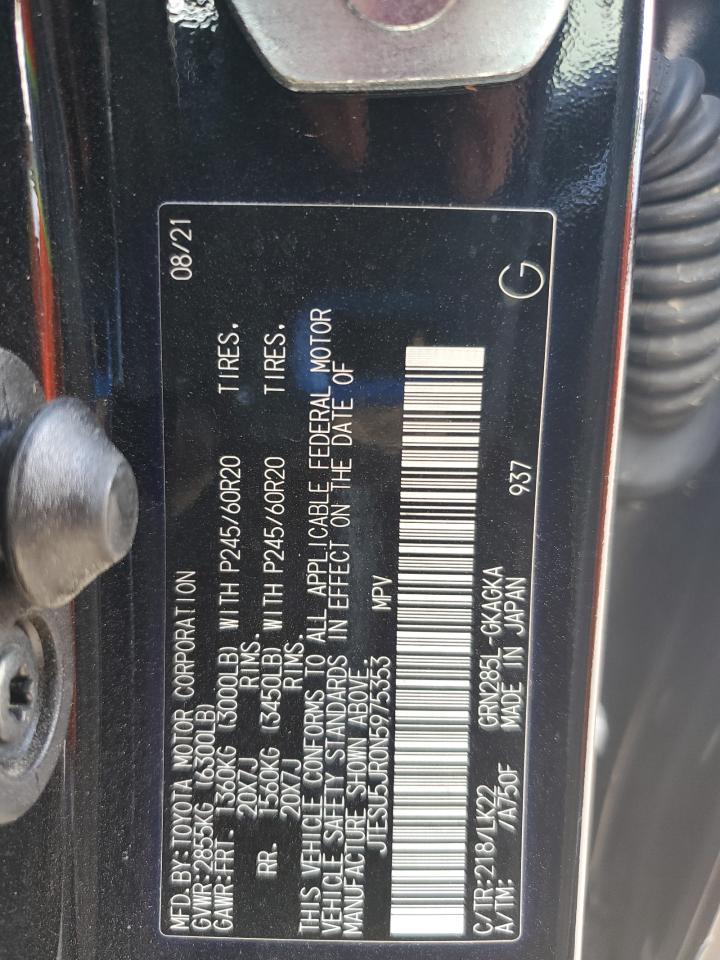 MFD.BY:TOYOTA MOTOR CORPORATION 08/21
GVWR:2855KG (6300LB)
GAWR:FRT. 1360KG (3000LB) WITH P245/60R20 TIRES.
20X7J RIMS.
RR. 1560KG (3450LB) WITH P245/60R20 TIRES.
20X7J RIMS.
THIS VEHICLE CONFORMS TO ALL APPLICABLE FEDERAL MOTOR
VEHICLE SAFETY STANDARDS IN EFFECT ON THE DATE OF
MANUFACTURE SHOWN ABOVE.
JTESU5JR0N5975353 MPV
C/TR:218/LK22 GRN285L-GKAGKA 937
A/TM: /A750F MADE IN JAPAN G